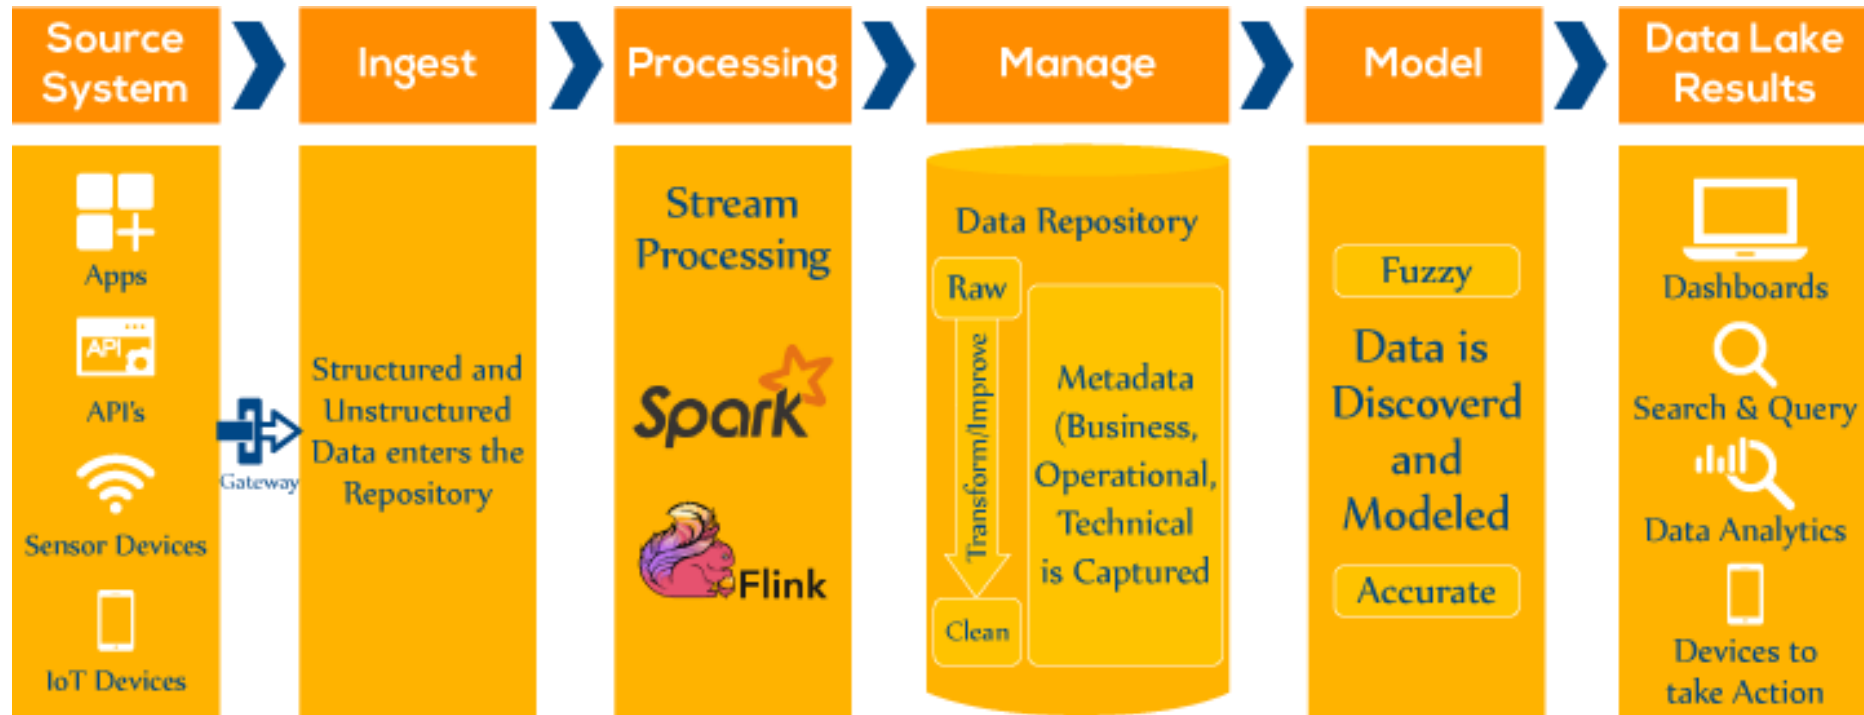 Source
System
Ingest
Processing
Manage
Model
Data Lake
Results
Apps
API
API's
Sensor Devices
IoT Devices
Gateway
Structured and
Unstructured
Data enters the
Repository
Stream
Processing
Spark
Flink
Data Repository
Raw
Transform/Improve
Clean
Metadata
(Business,
Operational,
Technical
is Captured
Fuzzy
Data is
Discoverd
and
Modeled
Accurate
Dashboards
Search & Query
Data Analytics
Devices to
take Action